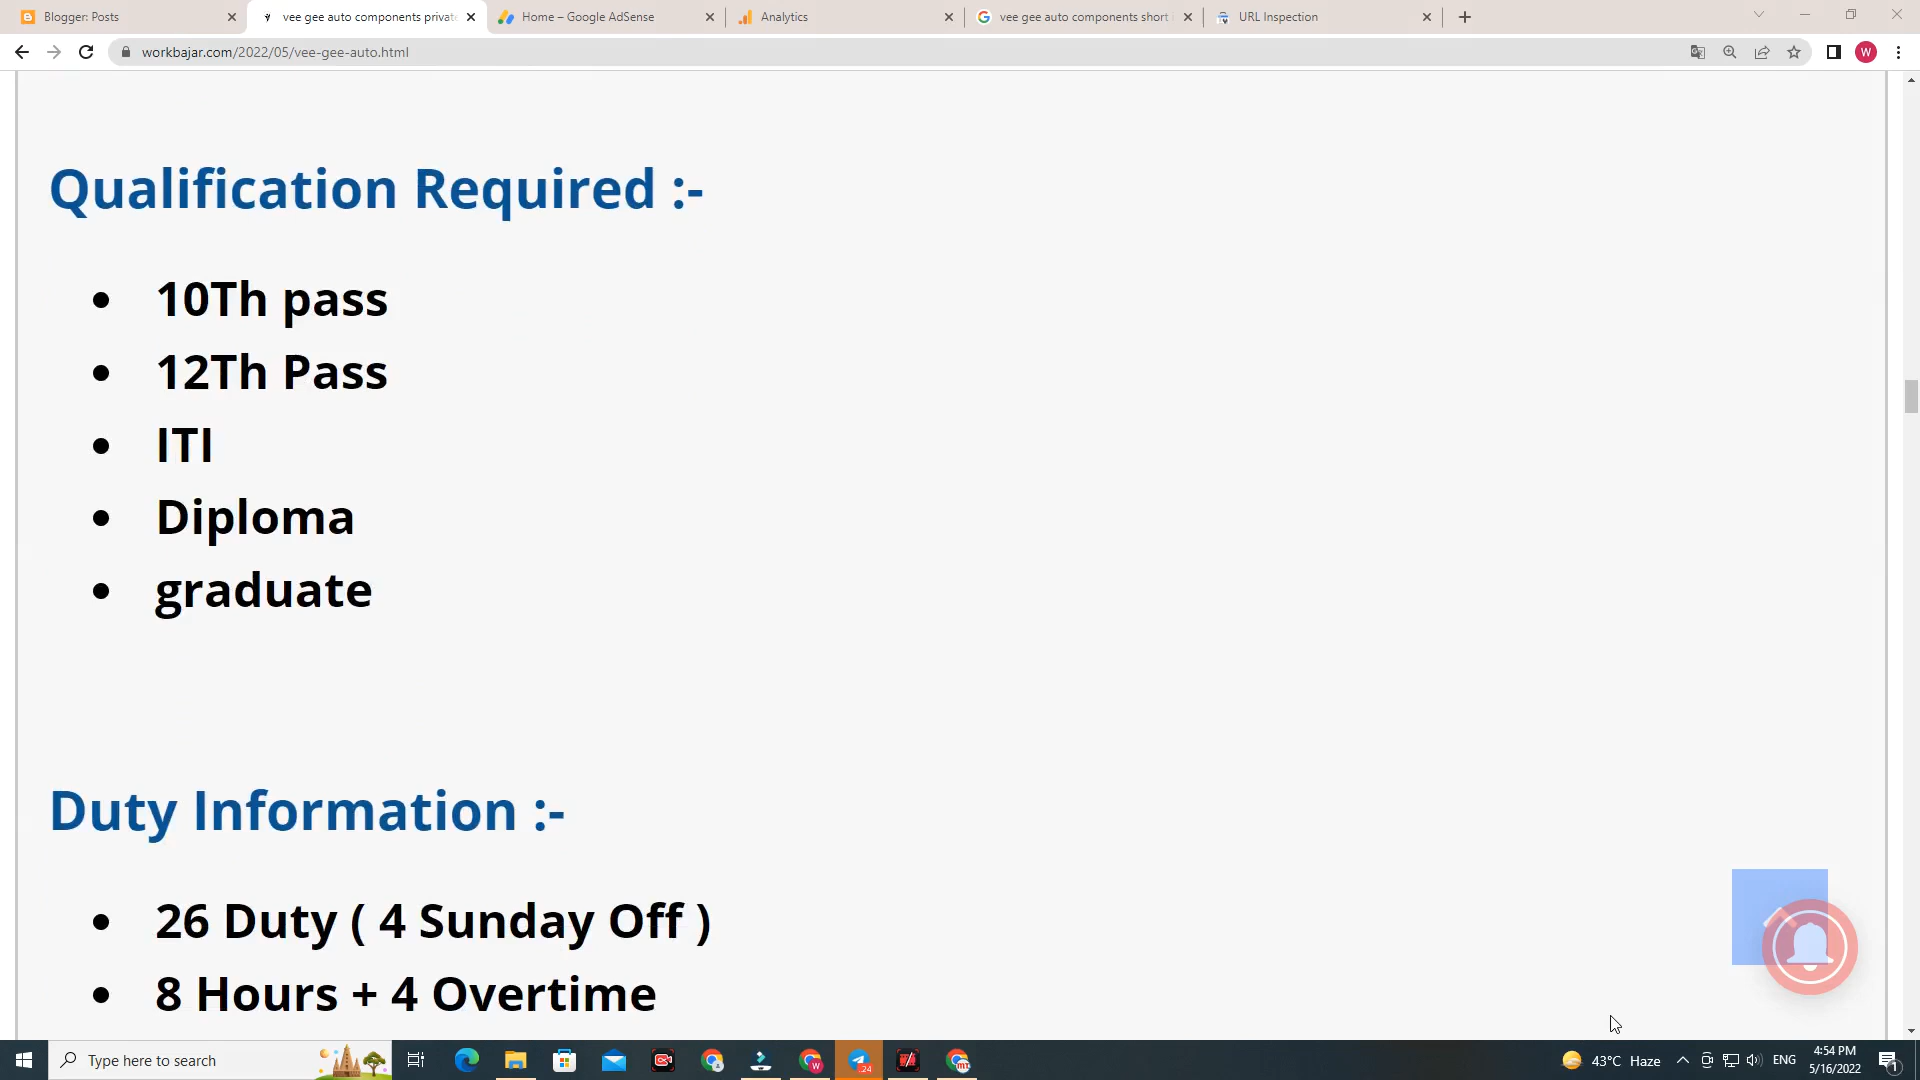 Blogger: Posts
vee gee auto components private
Home – Google AdSense
Analytics
vee gee auto components short
URL Inspection
workbajar.com/2022/05/vee-gee-auto.html
W
Qualification Required :-
10Th pass
12Th Pass
ITI
Diploma
graduate
Duty Information :-
26 Duty ( 4 Sunday Off )
8 Hours + 4 Overtime
Type here to search
W
24
43°C Haze
ENG
4:54 PM
5/16/2022
1